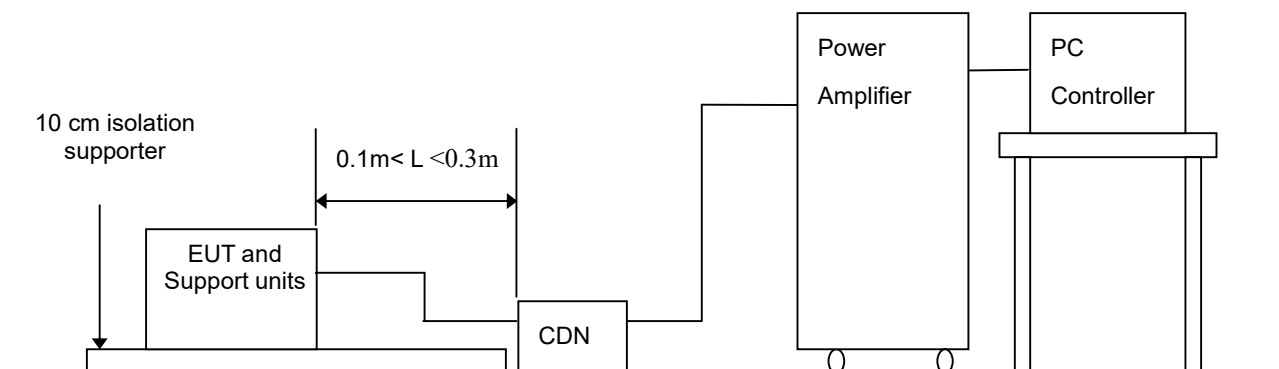 10 cm isolation
supporter
0.1m< L <0.3m
EUT and
Support units
CDN
Power
Amplifier
PC
Controller